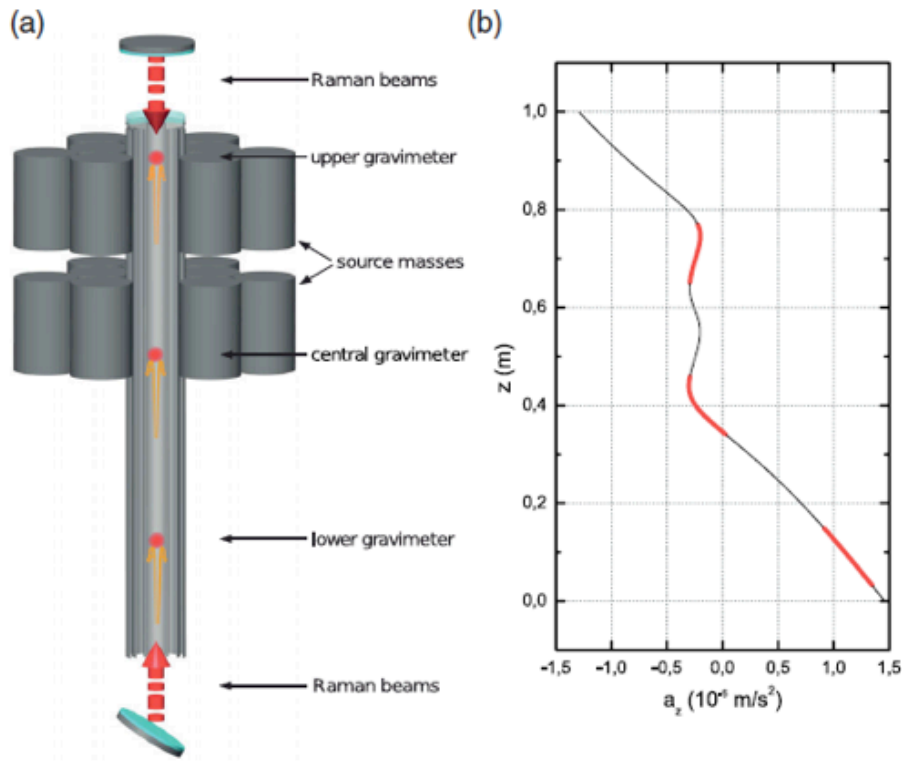 (a)
Raman beams
upper gravimeter
source masses
central gravimeter
lower gravimeter
Raman beams
(b)
1,0
0,8
0,6
0,4
0,2
0,0
z (m)
-1,5 -1,0 -0,5 0,0 0,5 1,0 1,5
a_z (10⁻⁶ m/s²)